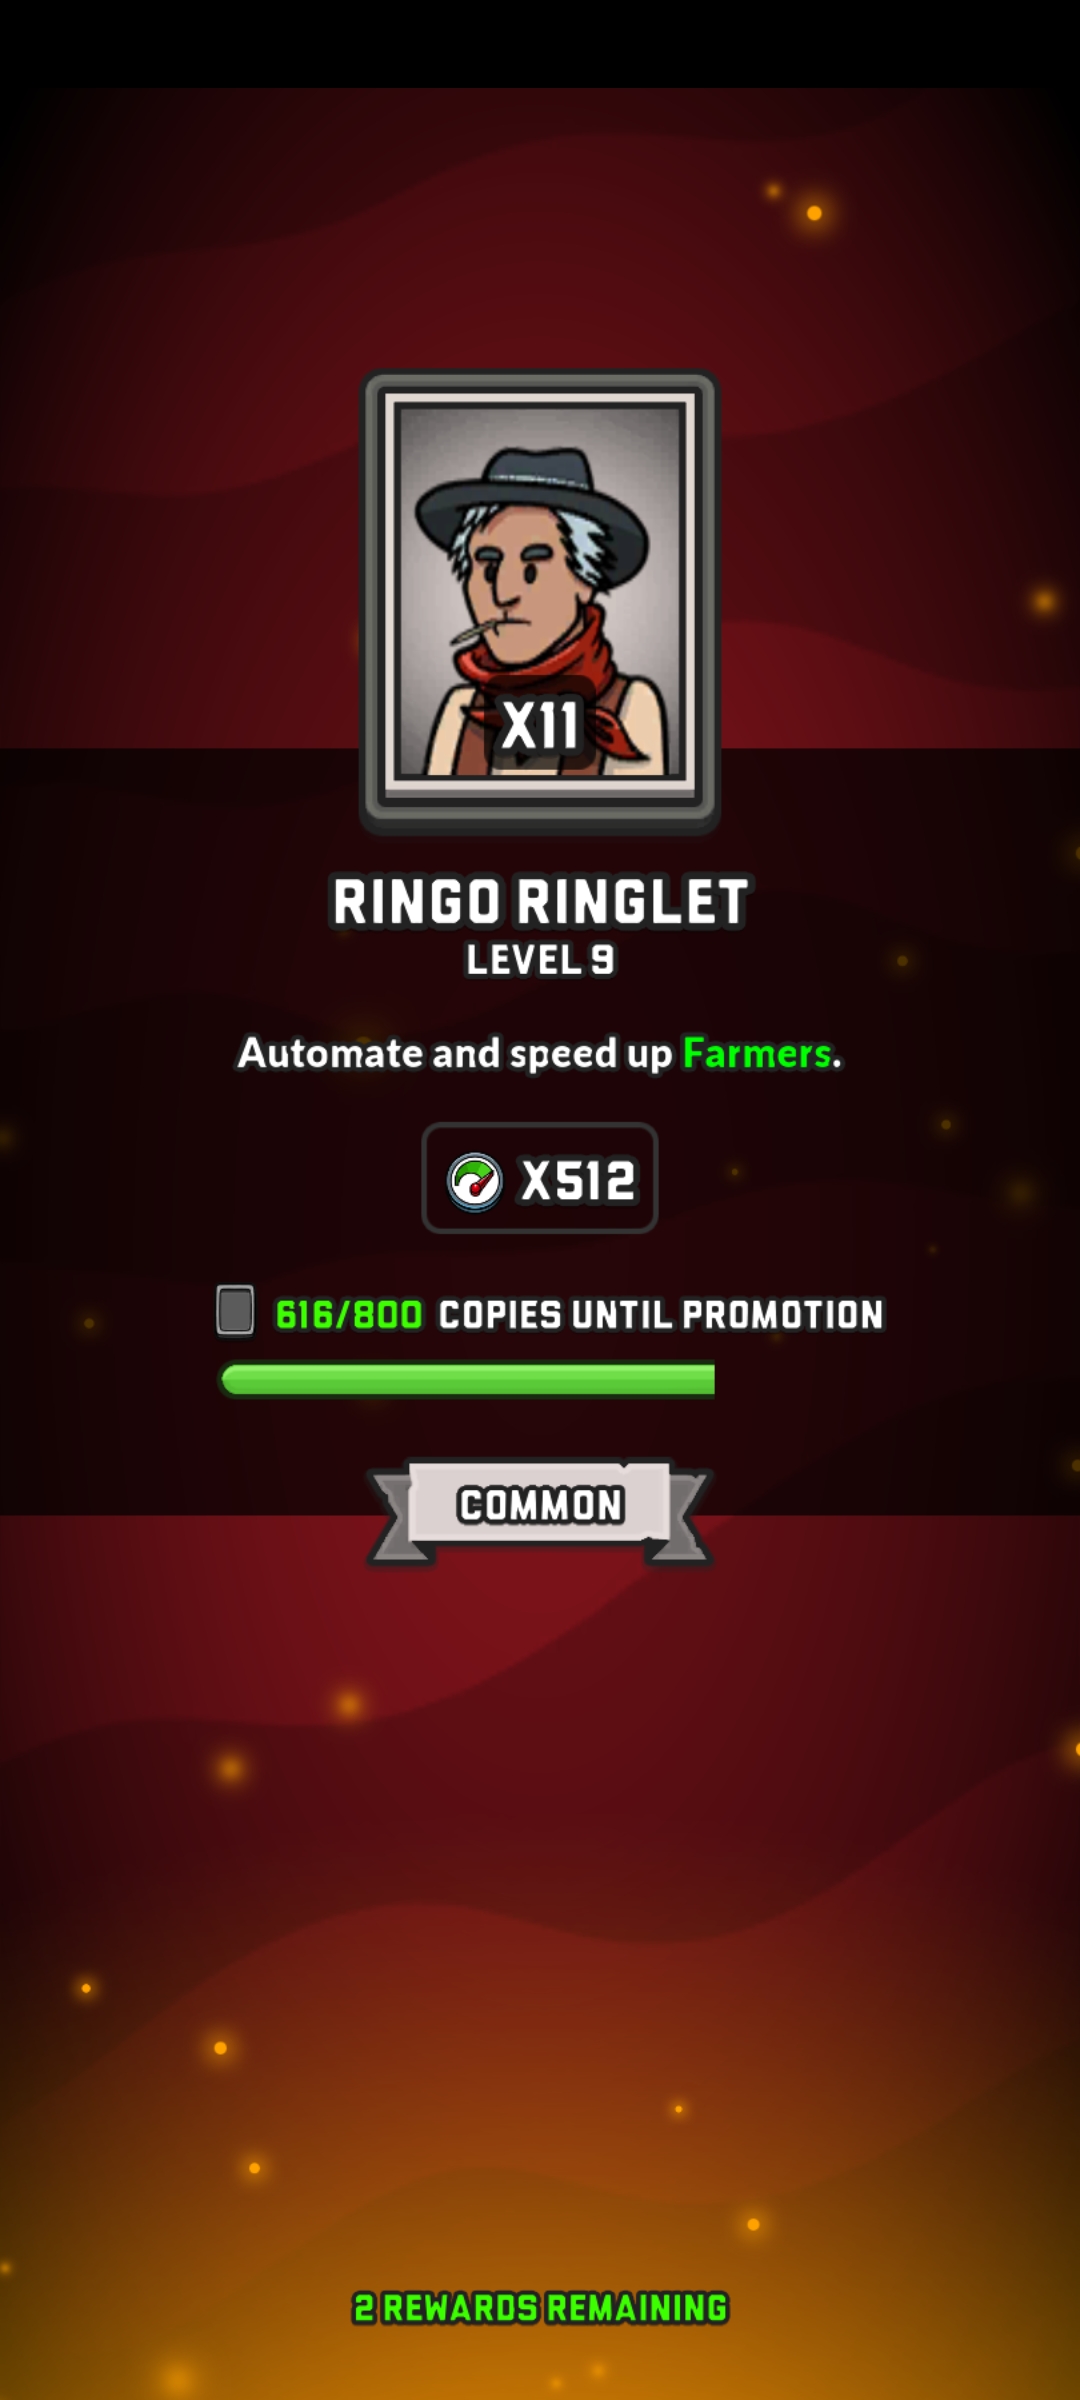 X11
RINGO RINGLET
LEVEL 9
Automate and speed up Farmers.
X512
616/800 COPIES UNTIL PROMOTION
COMMON
2 REWARDS REMAINING